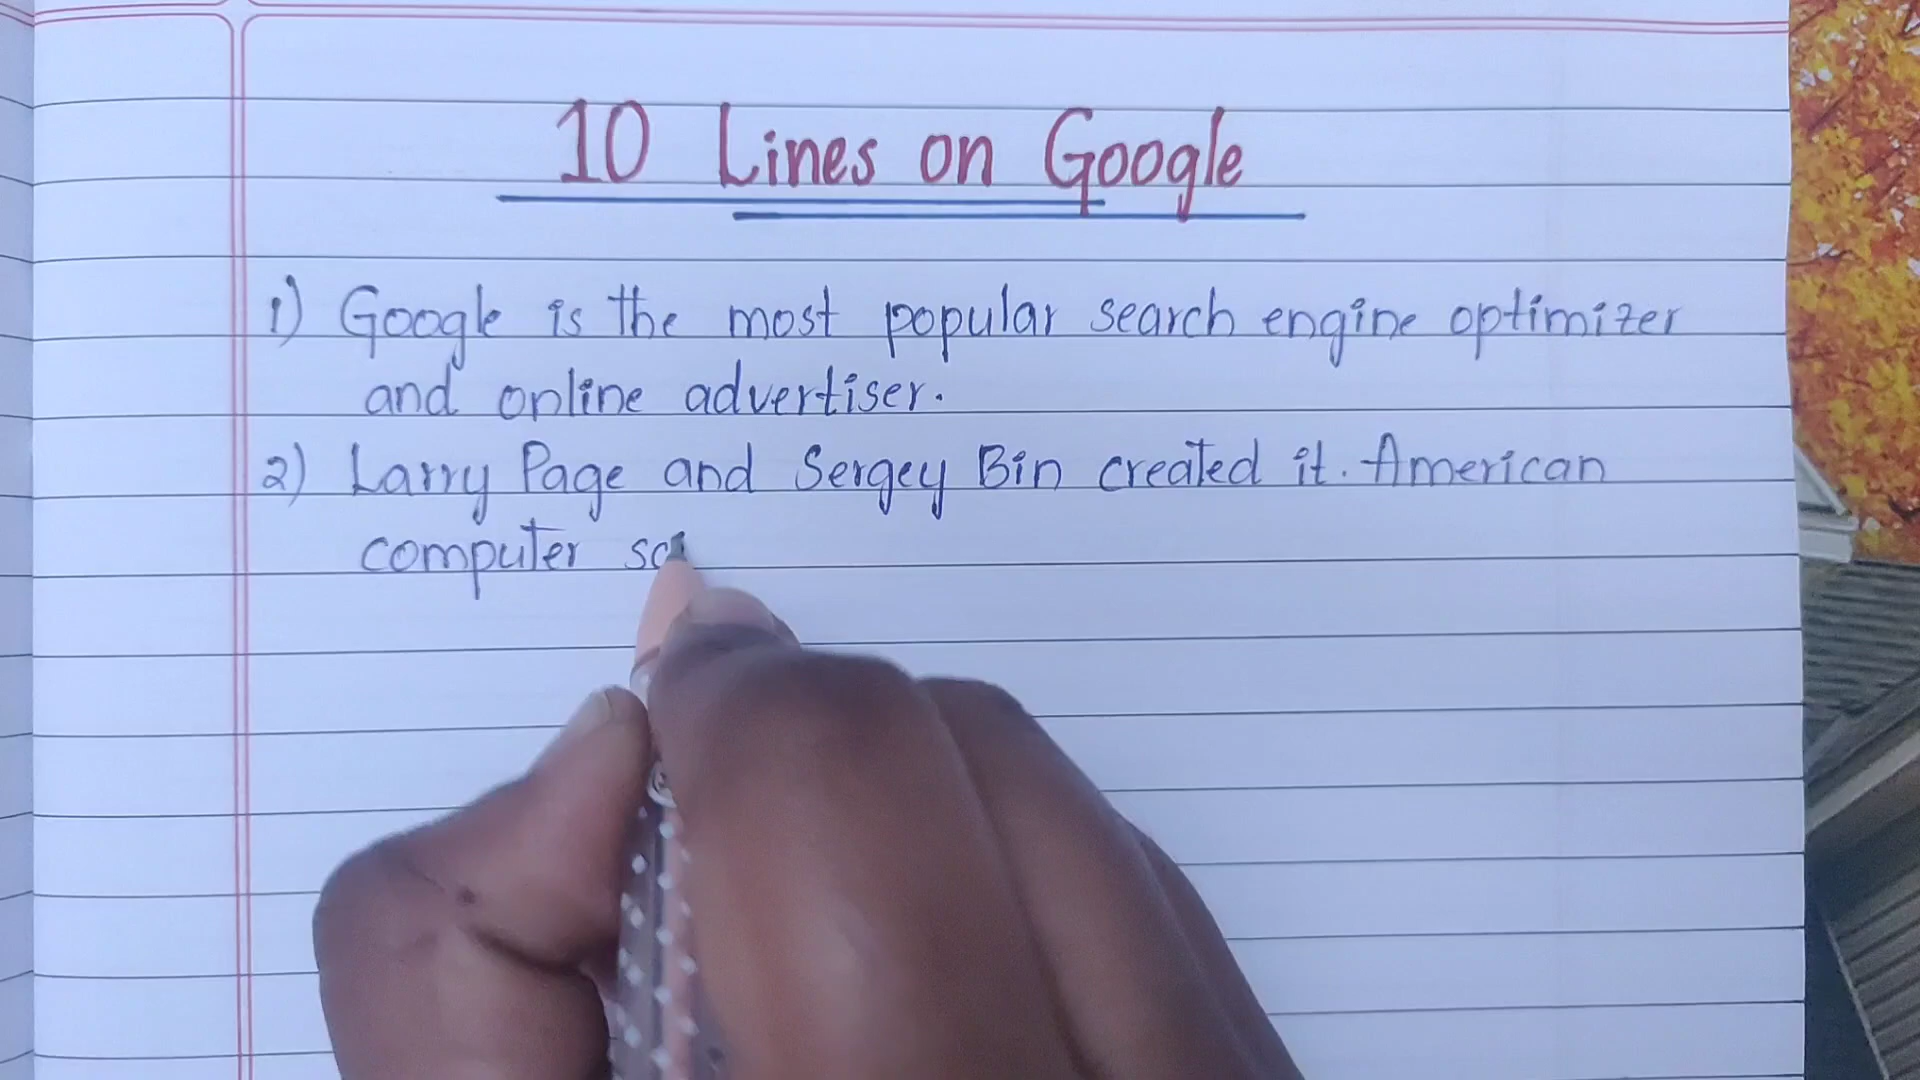 10 Lines on Google
1) Google is the most popular search engine optimizer
and online advertiser.
2) Larry Page and Sergey Bin created it. American
computer